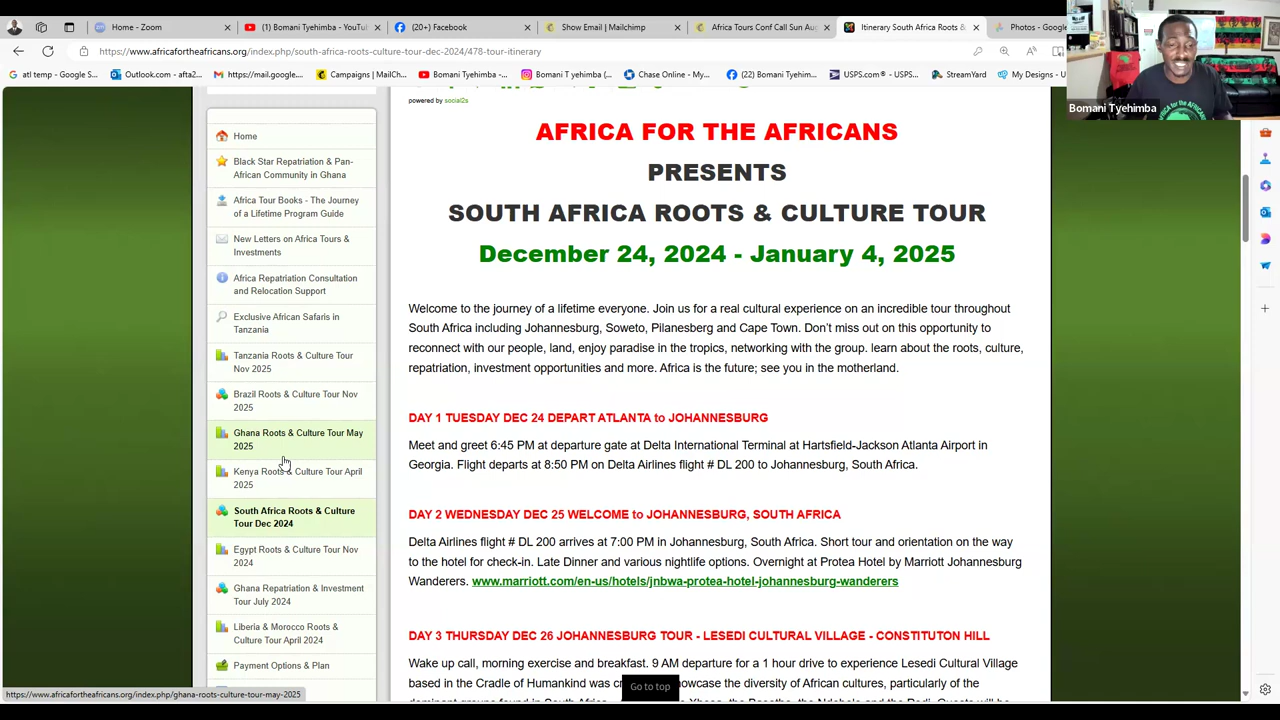 Home - Zoom
(1) Bomani Tyehimba - YouTu
(20+) Facebook
Show Email | Mailchimp
Africa Tours Conf Call Sun Aug
Itinerary South Africa Roots &
Photos - Google
https://www.africafortheafricans.org/index.php/south-africa-roots-culture-tour-dec-2024/478-tour-itinerary
atl temp - Google S...
Outlook.com - afta2...
https://mail.google...
Campaigns | MailCh...
Bomani Tyehimba -...
Bomani T yehimba (...
Chase Online - My...
(22) Bomani Tyehim...
USPS.com® - USPS...
StreamYard
My Designs
Bomani Tyehimba
powered by social2s
Home
Black Star Repatriation & Pan-
African Community in Ghana
Africa Tour Books - The Journey
of a Lifetime Program Guide
New Letters on Africa Tours &
Investments
Africa Repatriation Consultation
and Relocation Support
Exclusive African Safaris in
Tanzania
Tanzania Roots & Culture Tour
Nov 2025
Brazil Roots & Culture Tour Nov
2025
Ghana Roots & Culture Tour May
2025
Kenya Roots & Culture Tour April
2025
South Africa Roots & Culture
Tour Dec 2024
Egypt Roots & Culture Tour Nov
2024
Ghana Repatriation & Investment
Tour July 2024
Liberia & Morocco Roots &
Culture Tour April 2024
Payment Options & Plan
AFRICA FOR THE AFRICANS
PRESENTS
SOUTH AFRICA ROOTS & CULTURE TOUR
December 24, 2024 - January 4, 2025
Welcome to the journey of a lifetime everyone. Join us for a real cultural experience on an incredible tour throughout
South Africa including Johannesburg, Soweto, Pilanesberg and Cape Town. Don't miss out on this opportunity to
reconnect with our people, land, enjoy paradise in the tropics, networking with the group. learn about the roots, culture,
repatriation, investment opportunities and more. Africa is the future; see you in the motherland.
DAY 1 TUESDAY DEC 24 DEPART ATLANTA to JOHANNESBURG
Meet and greet 6:45 PM at departure gate at Delta International Terminal at Hartsfield-Jackson Atlanta Airport in
Georgia. Flight departs at 8:50 PM on Delta Airlines flight # DL 200 to Johannesburg, South Africa.
DAY 2 WEDNESDAY DEC 25 WELCOME to JOHANNESBURG, SOUTH AFRICA
Delta Airlines flight # DL 200 arrives at 7:00 PM in Johannesburg, South Africa. Short tour and orientation on the way
to the hotel for check-in. Late Dinner and various nightlife options. Overnight at Protea Hotel by Marriott Johannesburg
Wanderers. www.marriott.com/en-us/hotels/jnbwa-protea-hotel-johannesburg-wanderers
DAY 3 THURSDAY DEC 26 JOHANNESBURG TOUR - LESEDI CULTURAL VILLAGE - CONSTITUTON HILL
Wake up call, morning exercise and breakfast. 9 AM departure for a 1 hour drive to experience Lesedi Cultural Village
based in the Cradle of Humankind was cr howcase the diversity of African cultures, particularly of the
Go to top
https://www.africafortheafricans.org/index.php/ghana-roots-culture-tour-may-2025